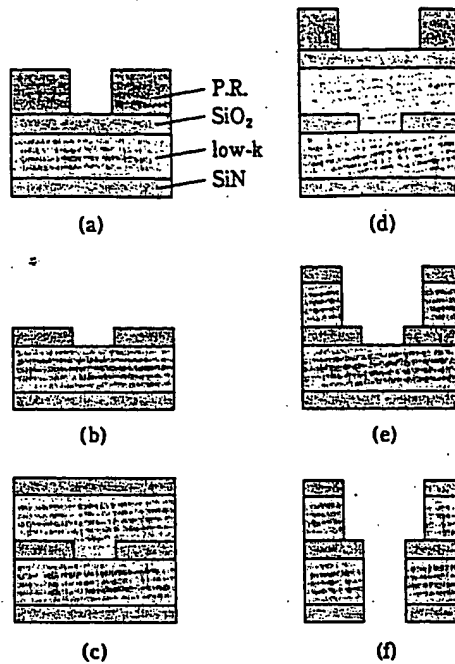 P.R.
SiO₂
low-k
SiN
(a)
(d)
(b)
(e)
(c)
(f)